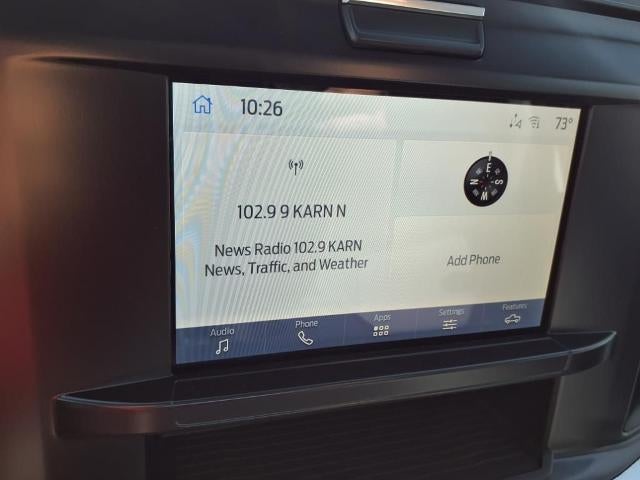 10:26
4
73°
102.9 9 KARN N
News Radio 102.9 KARN
News, Traffic, and Weather
E
N S
W
Add Phone
Audio
Phone
Apps
Settings
Features